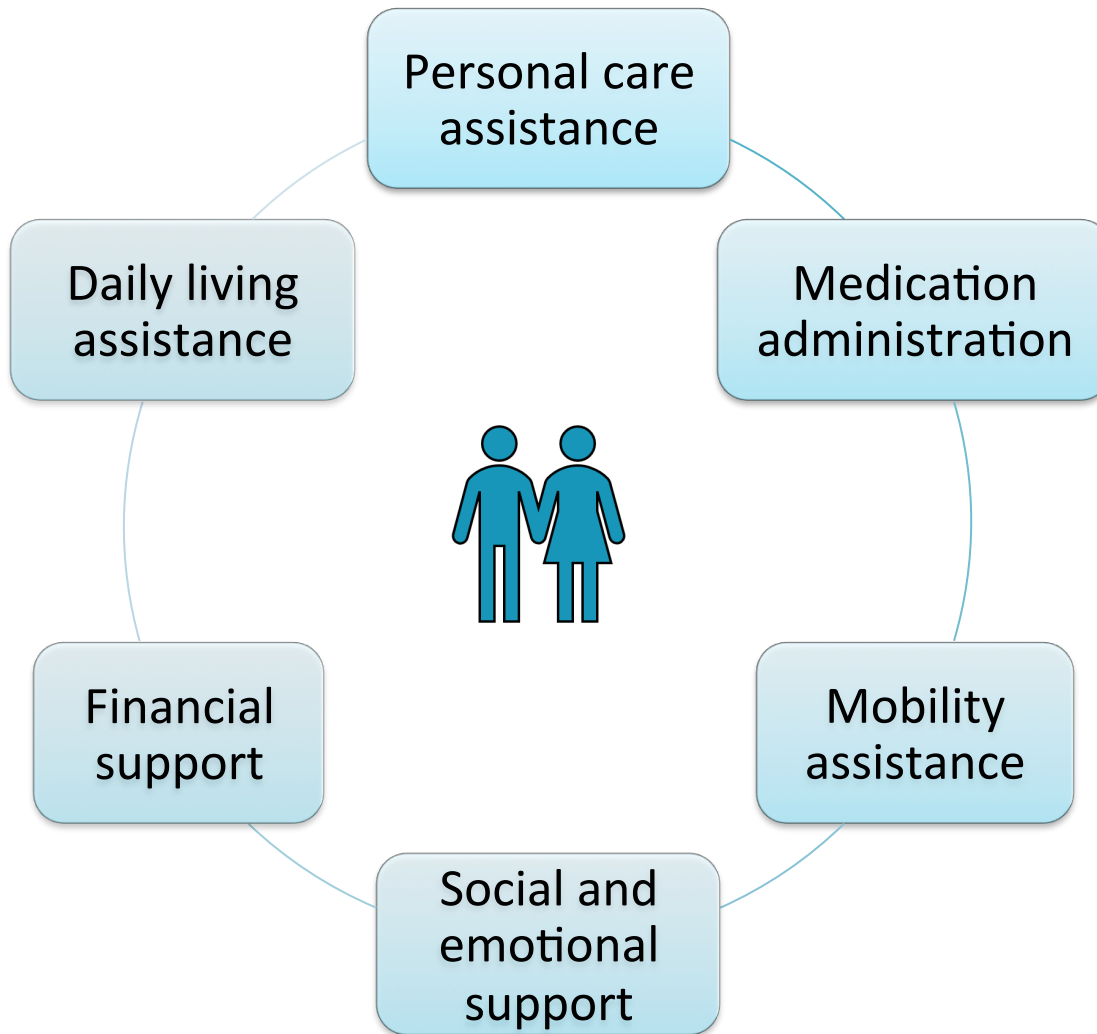 Personal care
assistance
Medication
administration
Mobility
assistance
Social and
emotional
support
Financial
support
Daily living
assistance